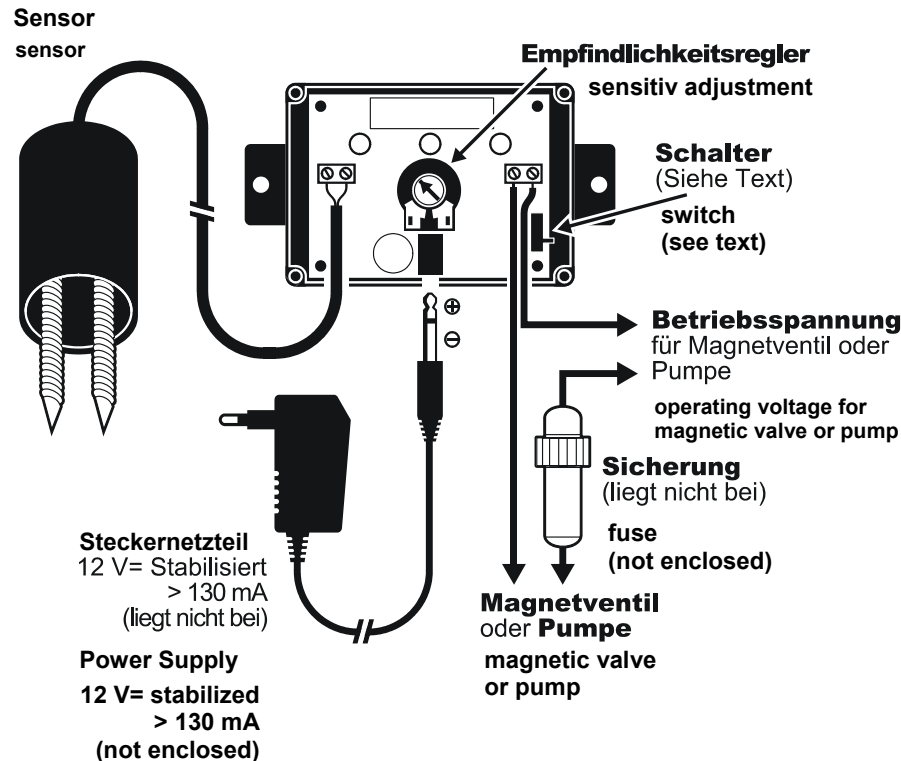 Sensor
sensor
Empfindlichkeitsregler
sensitiv adjustment
Schalter
(Siehe Text)
switch
(see text)
Betriebsspannung
für Magnetventil oder
Pumpe
operating voltage for
magnetic valve or pump
Sicherung
(liegt nicht bei)
fuse
(not enclosed)
Magnetventil
oder Pumpe
magnetic valve
or pump
Steckernetzteil
12 V= Stabilisiert
> 130 mA
(liegt nicht bei)
Power Supply
12 V= stabilized
> 130 mA
(not enclosed)